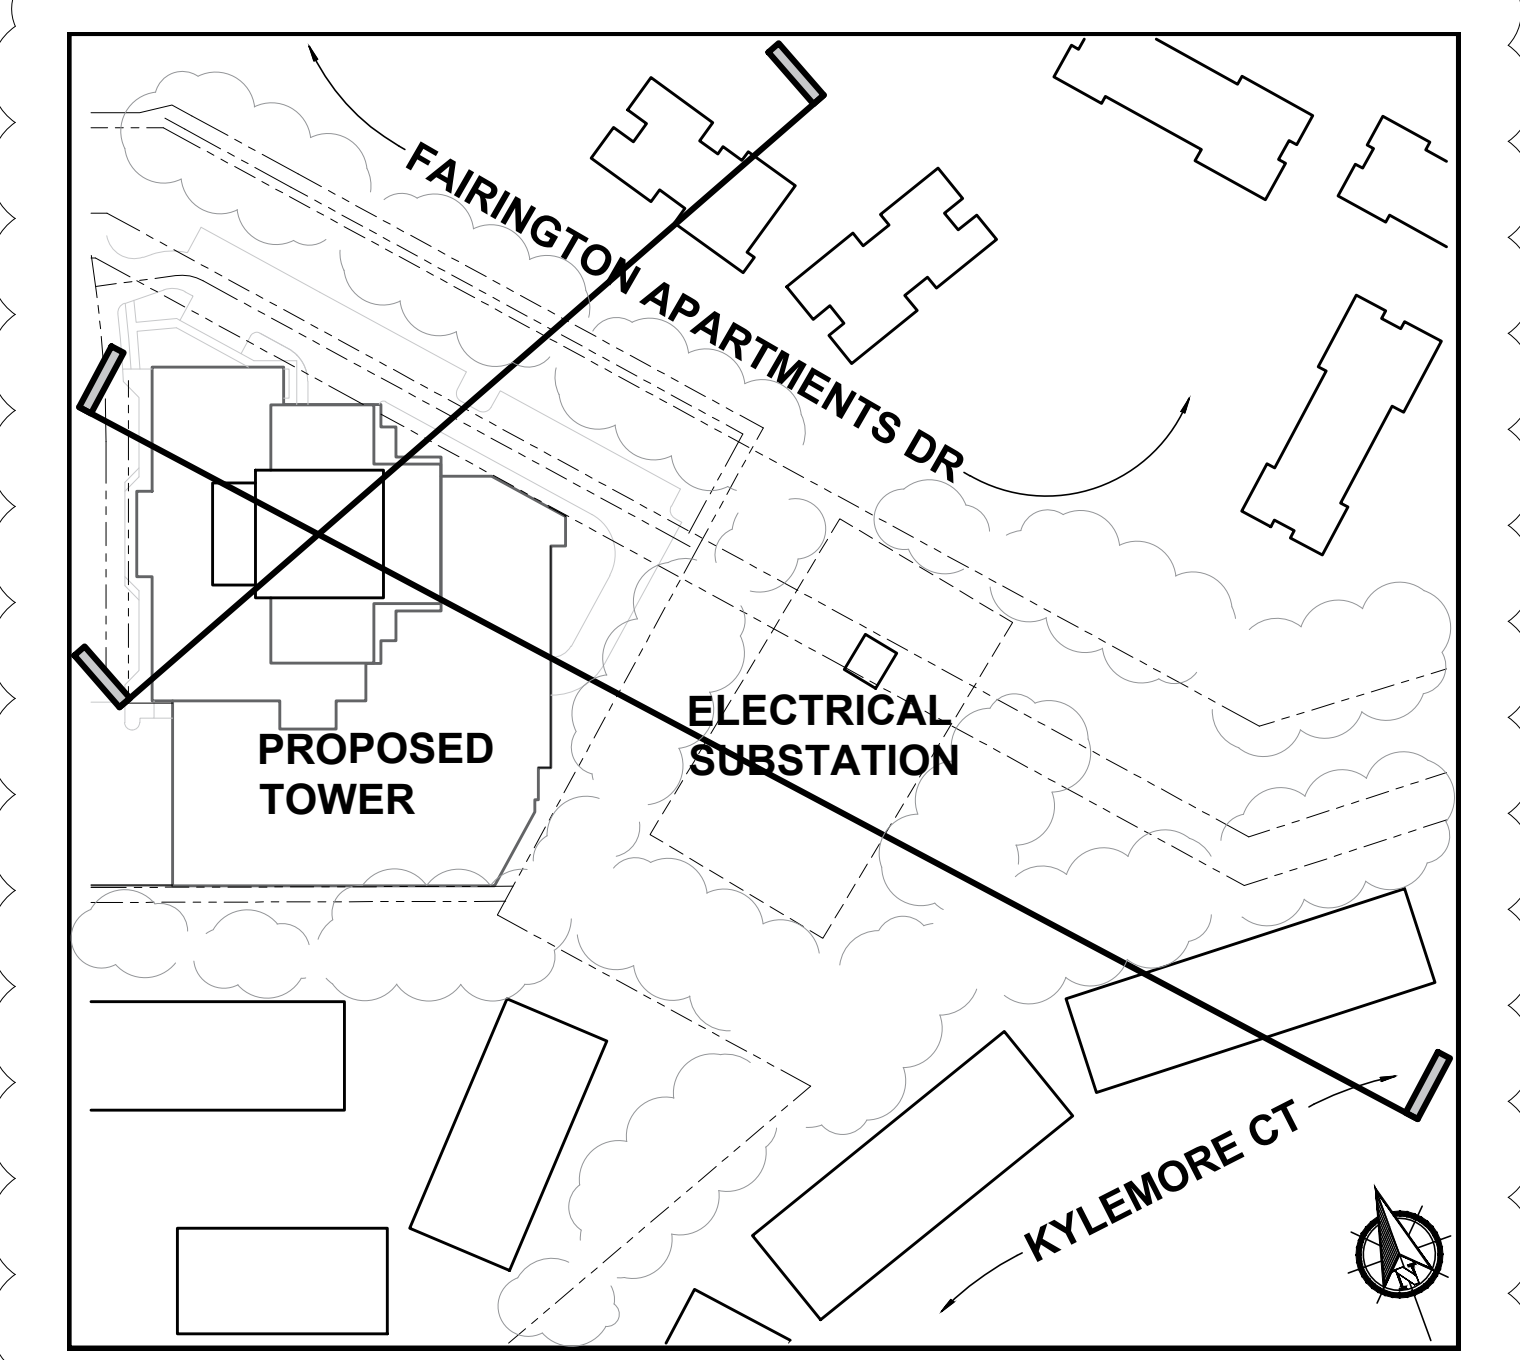 FAIRINGTON APARTMENTS DR
ELECTRICAL
SUBSTATION
PROPOSED
TOWER
KYLEMORE CT
N